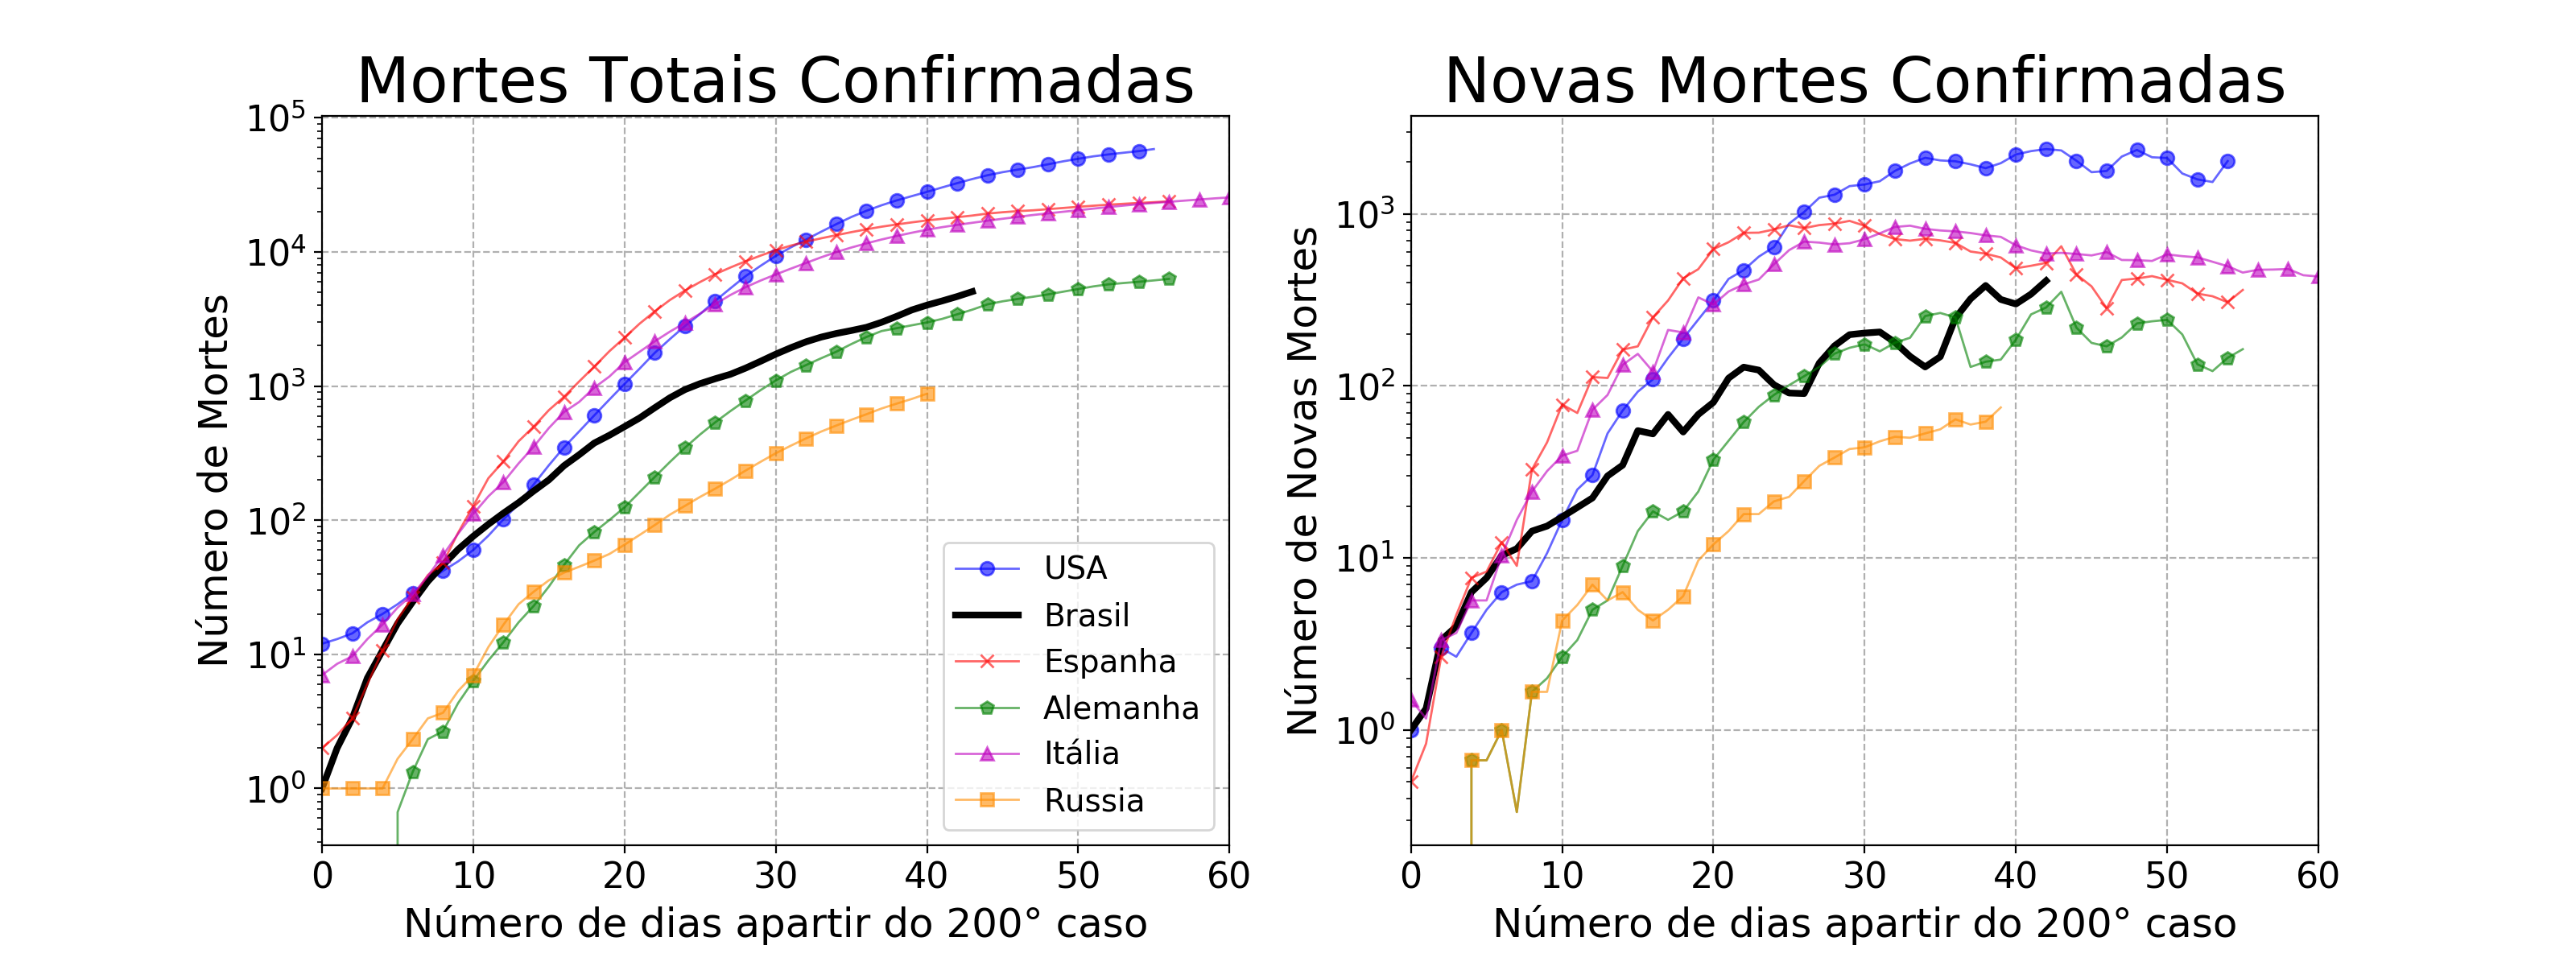 Mortes Totais Confirmadas
Número de Mortes
10^5
10^4
10^3
10^2
10^1
10^0
0 10 20 30 40 50 60
Número de dias apartir do 200° caso
USA
Brasil
Espanha
Alemanha
Itália
Russia
Novas Mortes Confirmadas
Número de Novas Mortes
10^3
10^2
10^1
10^0
0 10 20 30 40 50 60
Número de dias apartir do 200° caso